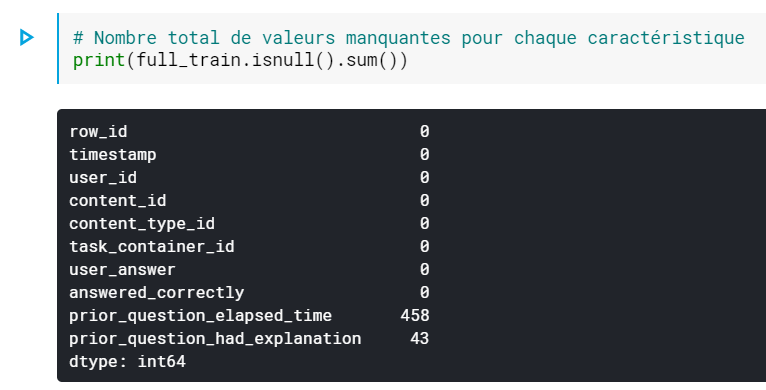 # Nombre total de valeurs manquantes pour chaque caractéristique
print(full_train.isnull().sum())
row_id 0
timestamp 0
user_id 0
content_id 0
content_type_id 0
task_container_id 0
user_answer 0
answered_correctly 0
prior_question_elapsed_time 458
prior_question_had_explanation 43
dtype: int64